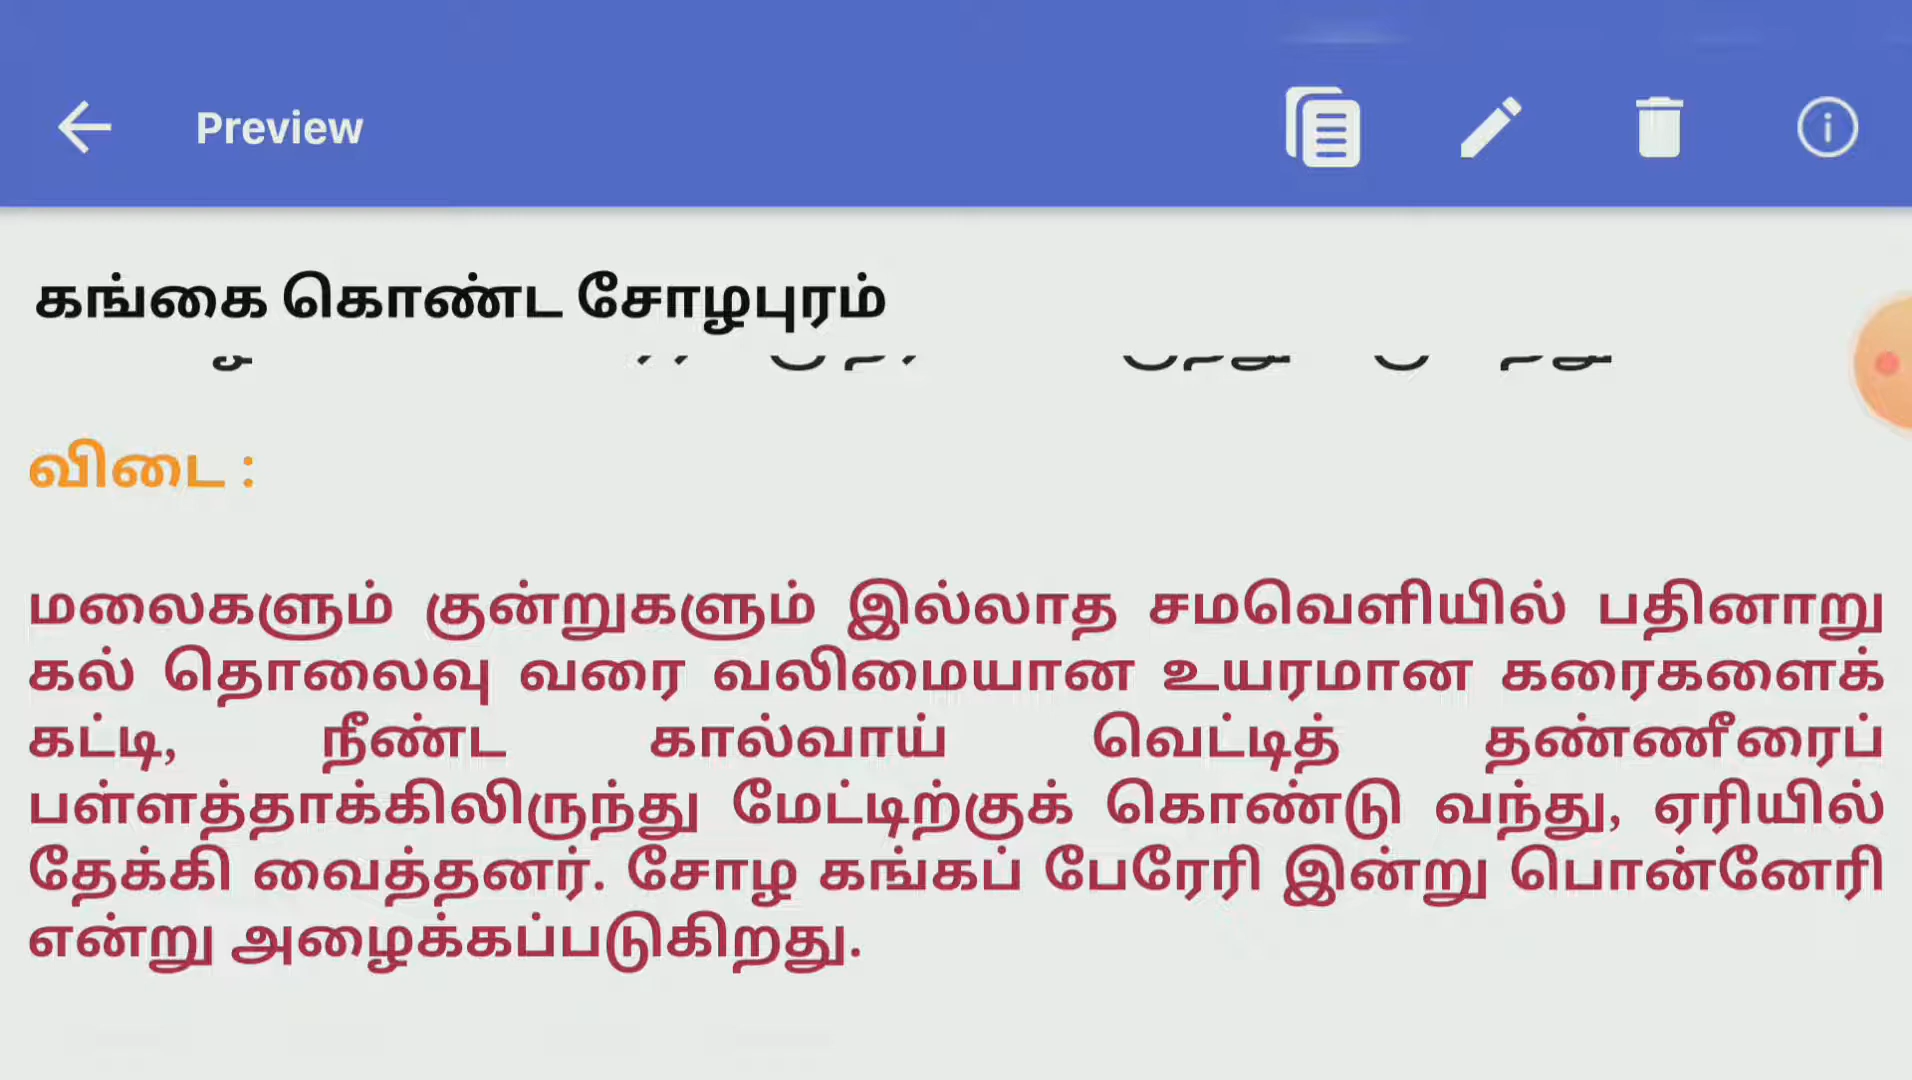 Preview
கங்கை கொண்ட சோழபுரம்
விடை :
மலைகளும் குன்றுகளும் இல்லாத சமவெளியில் பதினாறு
கல் தொலைவு வரை வலிமையான உயரமான கரைகளைக்
கட்டி, நீண்ட கால்வாய் வெட்டித் தண்ணீரைப்
பள்ளத்தாக்கிலிருந்து மேட்டிற்குக் கொண்டு வந்து, ஏரியில்
தேக்கி வைத்தனர். சோழ கங்கப் பேரேரி இன்று பொன்னேரி
என்று அழைக்கப்படுகிறது.